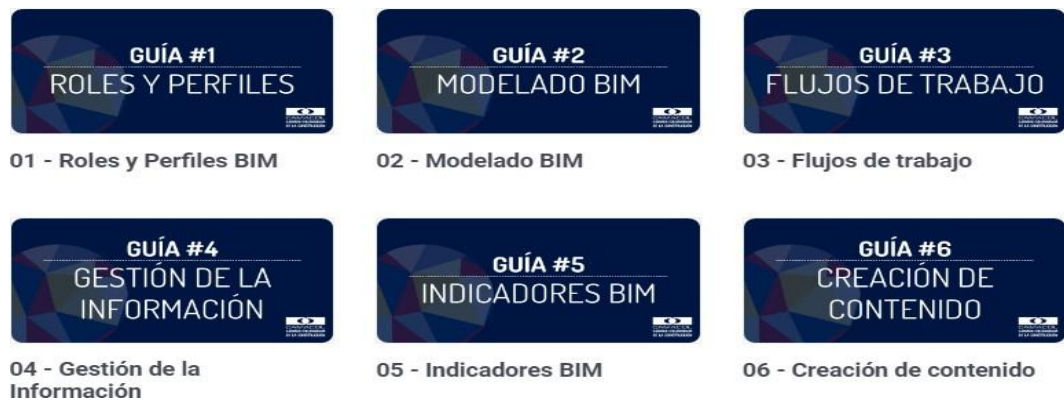 GUÍA #1
ROLES Y PERFILES
01 - Roles y Perfiles BIM
GUÍA #2
MODELADO BIM
02 - Modelado BIM
GUÍA #3
FLUJOS DE TRABAJO
03 - Flujos de trabajo
GUÍA #4
GESTIÓN DE LA
INFORMACIÓN
04 - Gestión de la
Información
GUÍA #5
INDICADORES BIM
05 - Indicadores BIM
GUÍA #6
CREACIÓN DE
CONTENIDO
06 - Creación de contenido